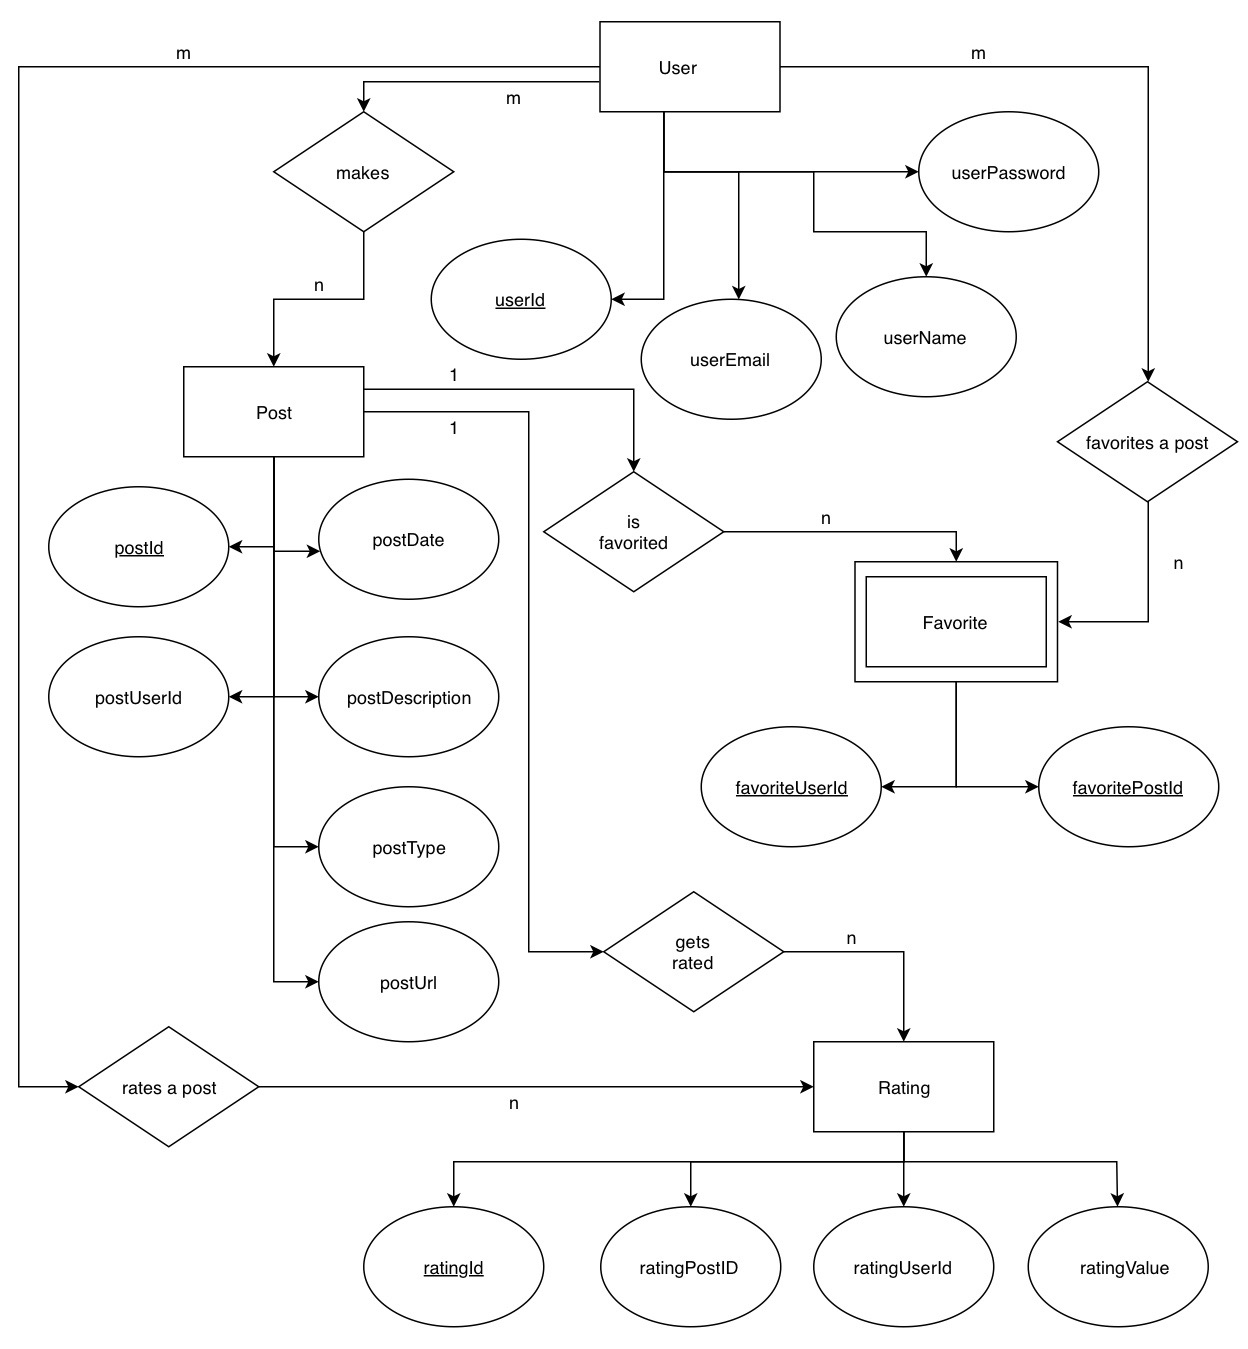 m
User
m
m
makes
userPassword
n
userId
userEmail
userName
Post
1
1
favorites a post
is
favorited
n
n
postId
postDate
Favorite
postUserId
postDescription
favoriteUserId
favoritePostId
postType
gets
rated
n
postUrl
rates a post
n
Rating
ratingId
ratingPostID
ratingUserId
ratingValue